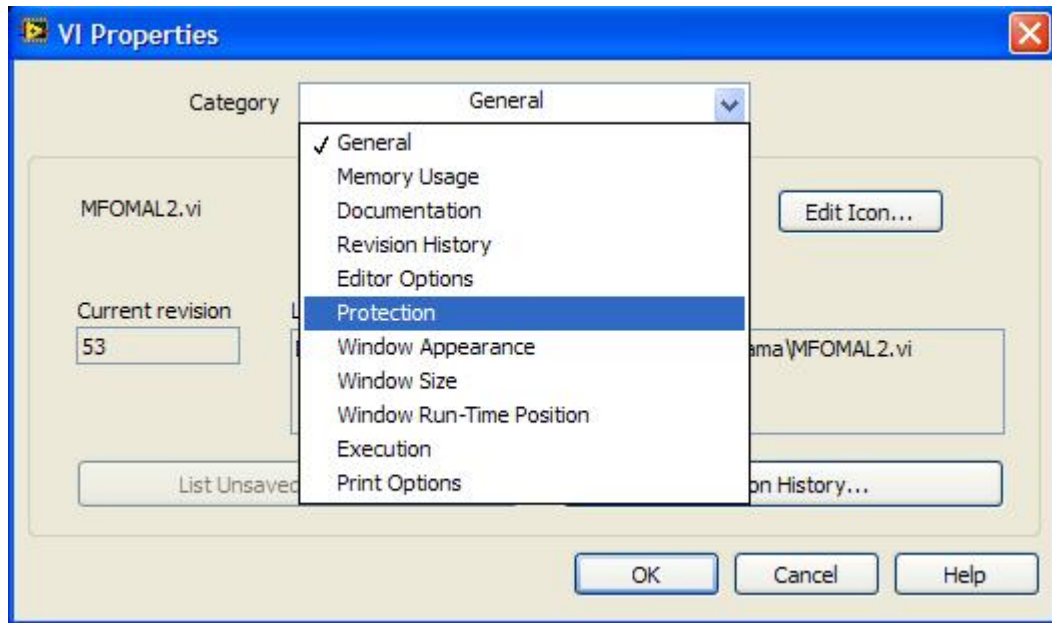 VI Properties
Category General
General
Memory Usage
MFOMAL2.vi
Documentation
Edit Icon...
Revision History
Editor Options
Current revision
Protection
53
Window Appearance
ama\MFOMAL2.vi
Window Size
Window Run-Time Position
Execution
List Unsaved
Print Options
on History...
OK Cancel Help